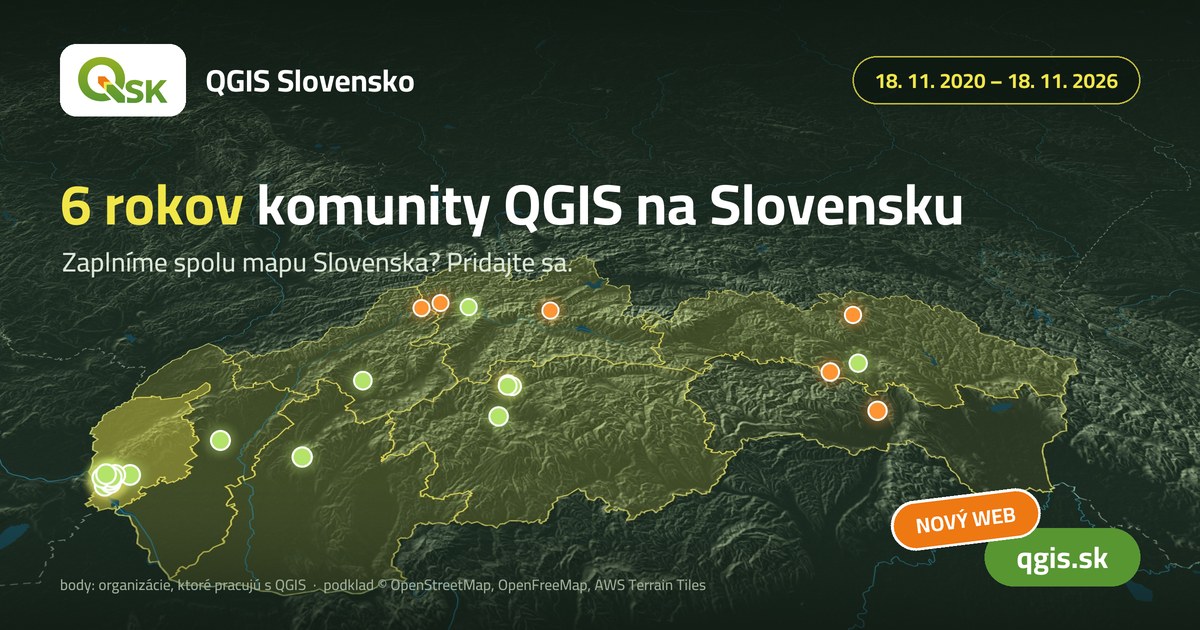 QSK
QGIS Slovensko
18. 11. 2020 – 18. 11. 2026
6 rokov komunity QGIS na Slovensku
Zaplníme spolu mapu Slovenska? Pridajte sa.
NOVÝ WEB
qgis.sk
body: organizácie, ktoré pracujú s QGIS · podklad © OpenStreetMap, OpenFreeMap, AWS Terrain Tiles